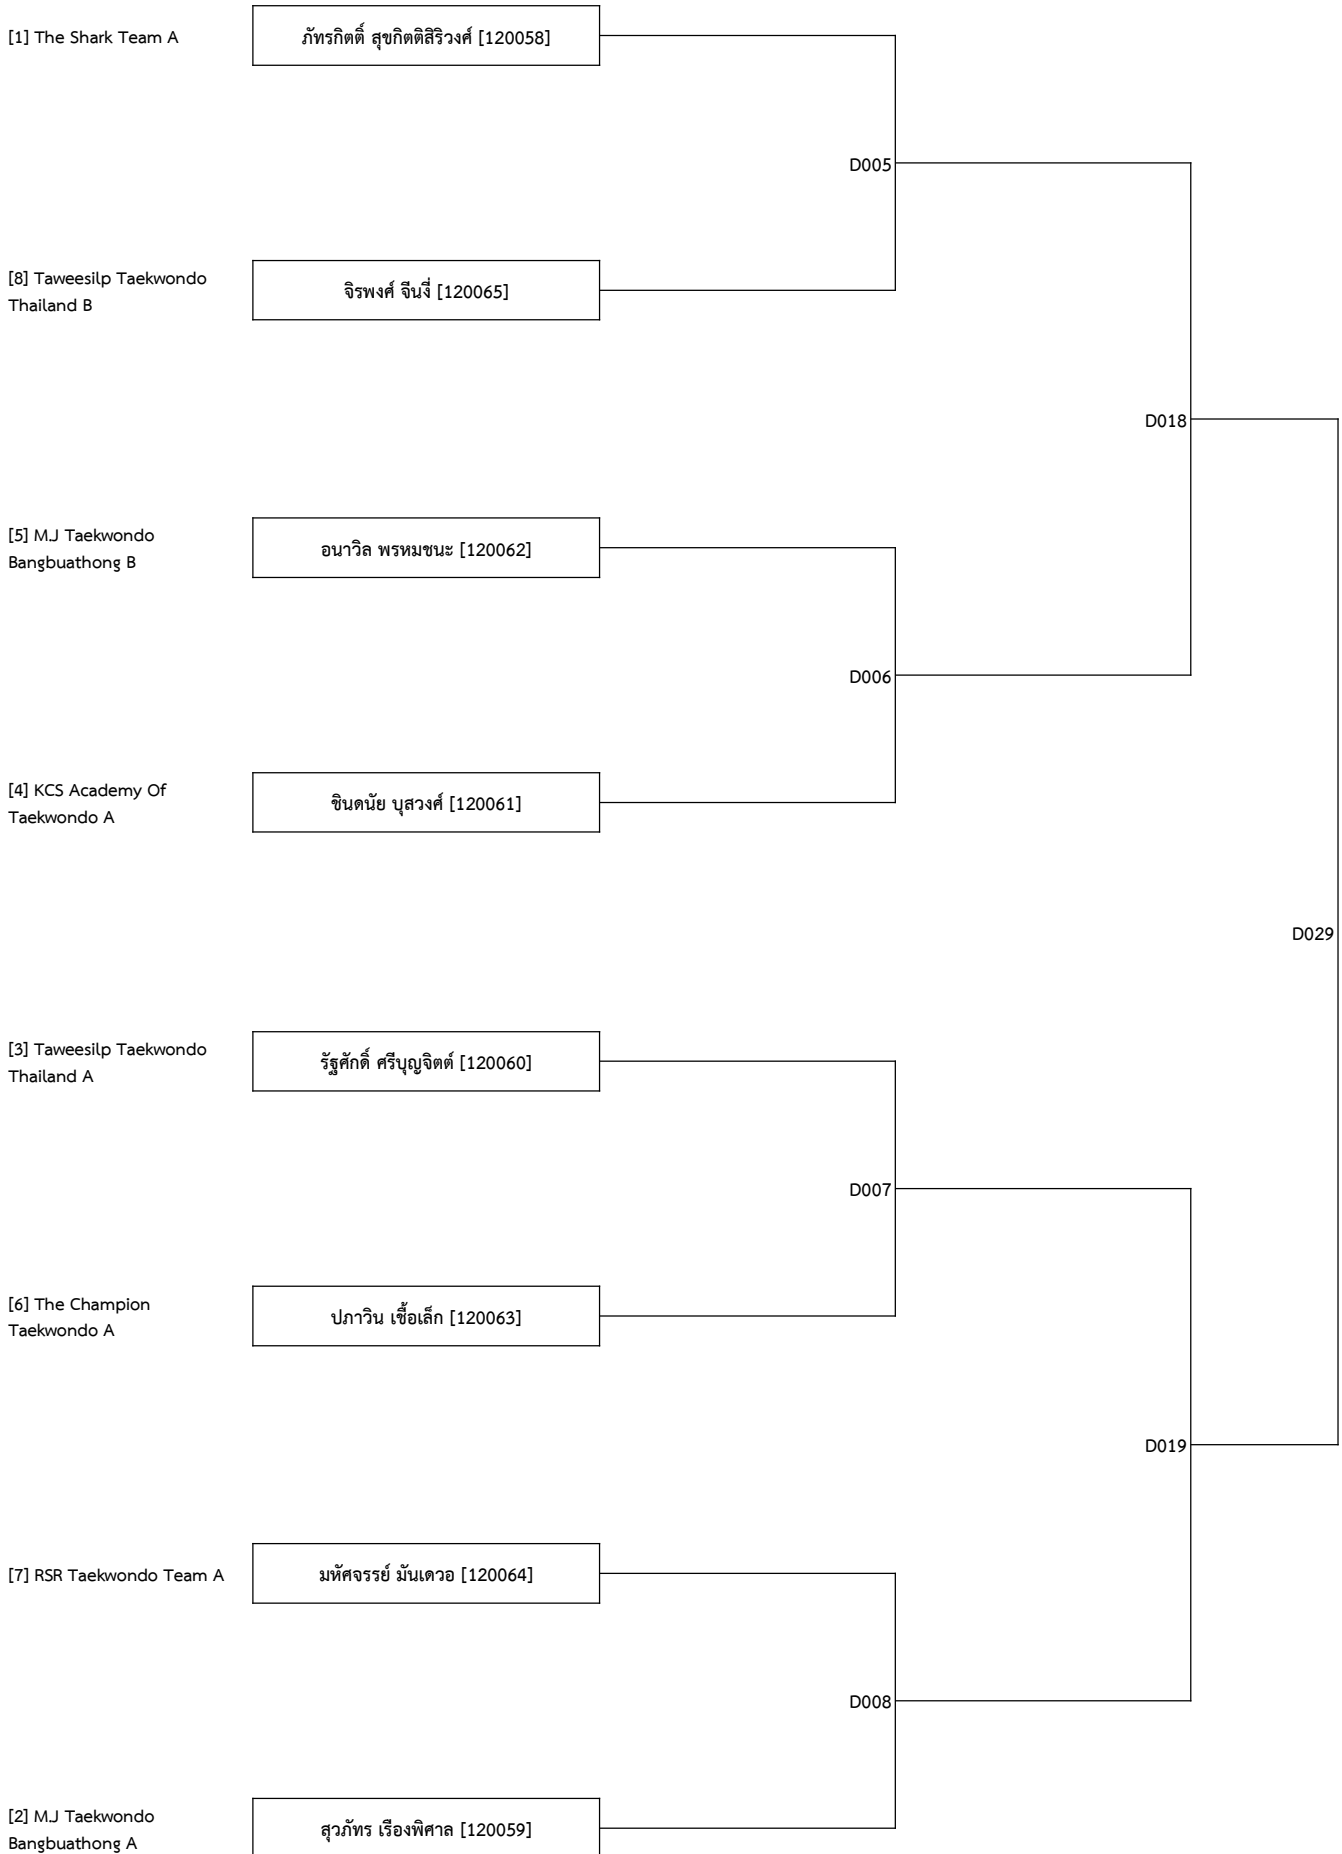 [1] The Shark Team A
ภัทรกิตติ์ สุขกิตติสิริวงศ์ [120058]
D005
[8] Taweesilp Taekwondo
Thailand B
จิรพงศ์ จีนงี่ [120065]
D018
[5] M.J Taekwondo
Bangbuathong B
อนาวิล พรหมชนะ [120062]
D006
[4] KCS Academy Of
Taekwondo A
ชินดนัย บุสวงศ์ [120061]
D029
[3] Taweesilp Taekwondo
Thailand A
รัฐศักดิ์ ศรีบุญจิตต์ [120060]
D007
[6] The Champion
Taekwondo A
ปภาวิน เชื้อเล็ก [120063]
D019
[7] RSR Taekwondo Team A
มหัศจรรย์ มันเดวอ [120064]
D008
[2] M.J Taekwondo
Bangbuathong A
สุวภัทร เรืองพิศาล [120059]